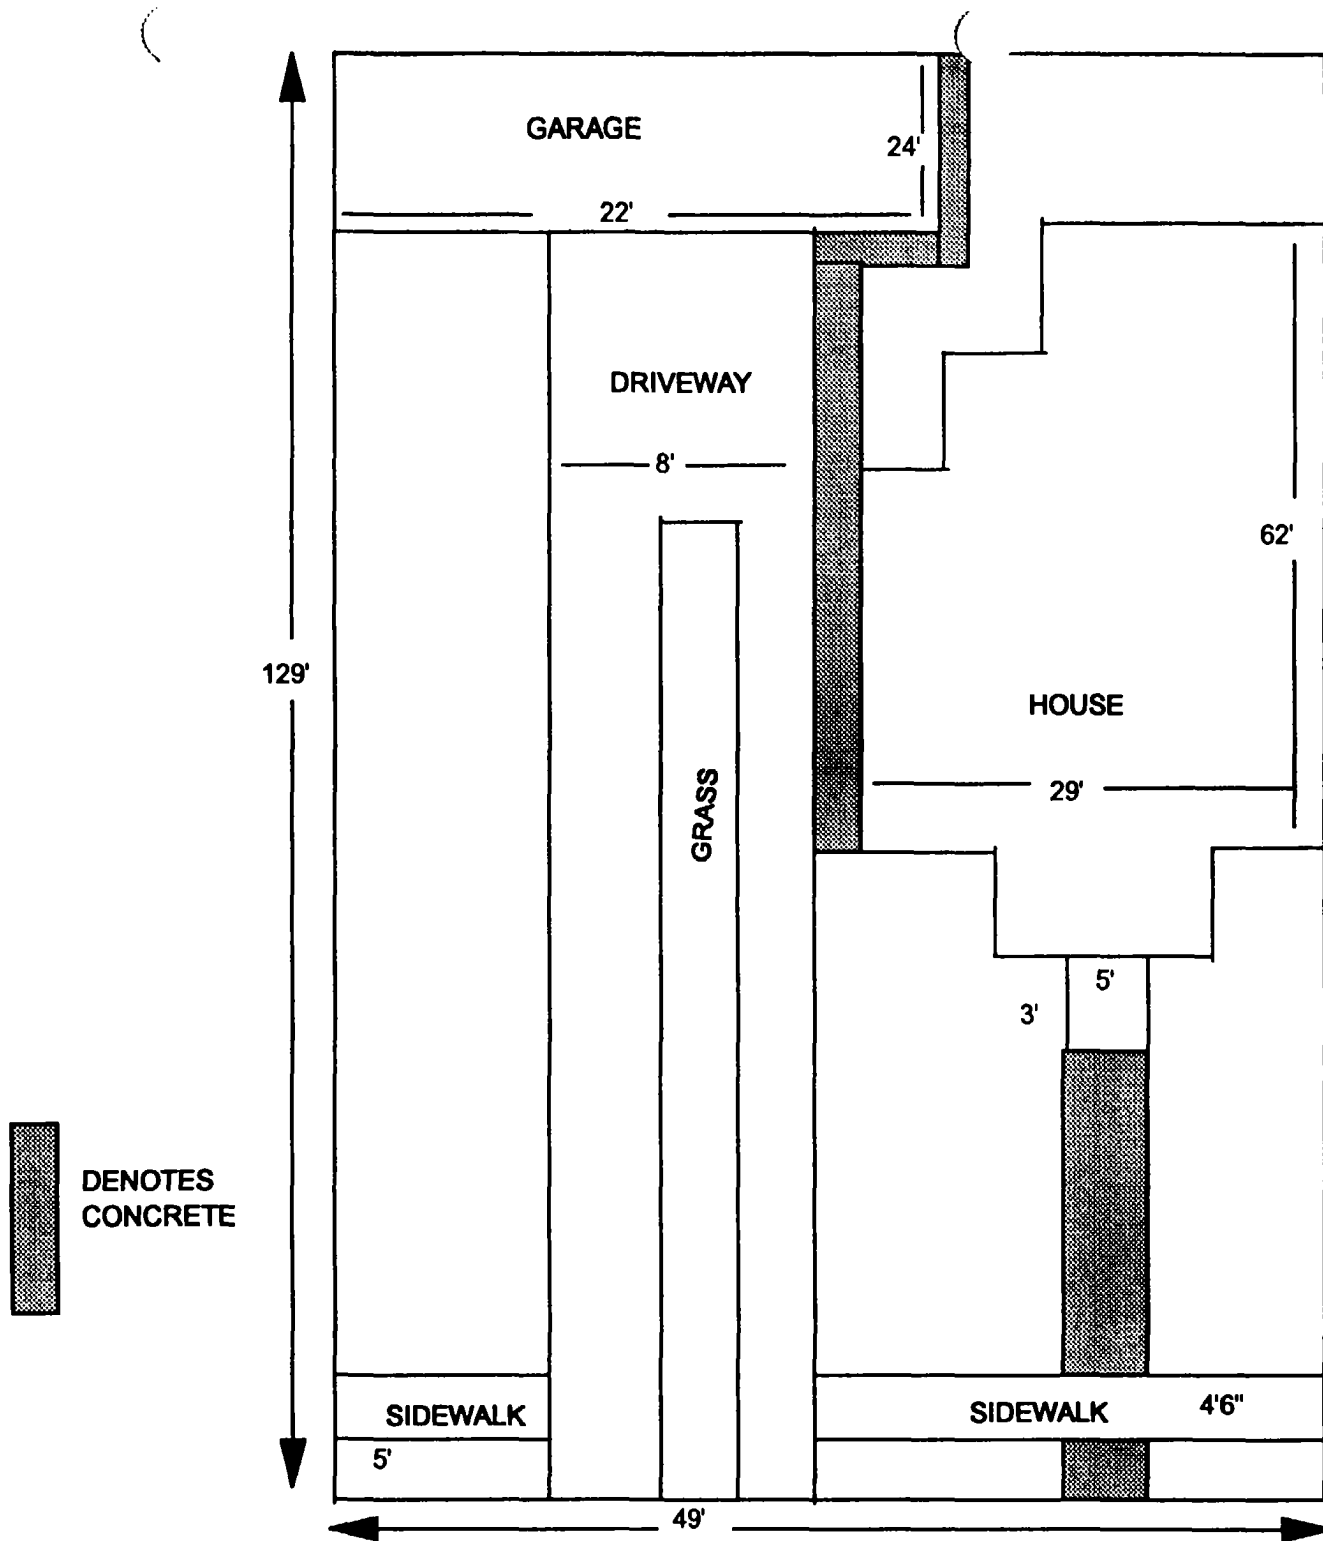 GARAGE
24'
22'
DRIVEWAY
8'
62'
129'
HOUSE
29'
GRASS
5'
3'
DENOTES
CONCRETE
SIDEWALK
SIDEWALK
4'6"
5'
49'